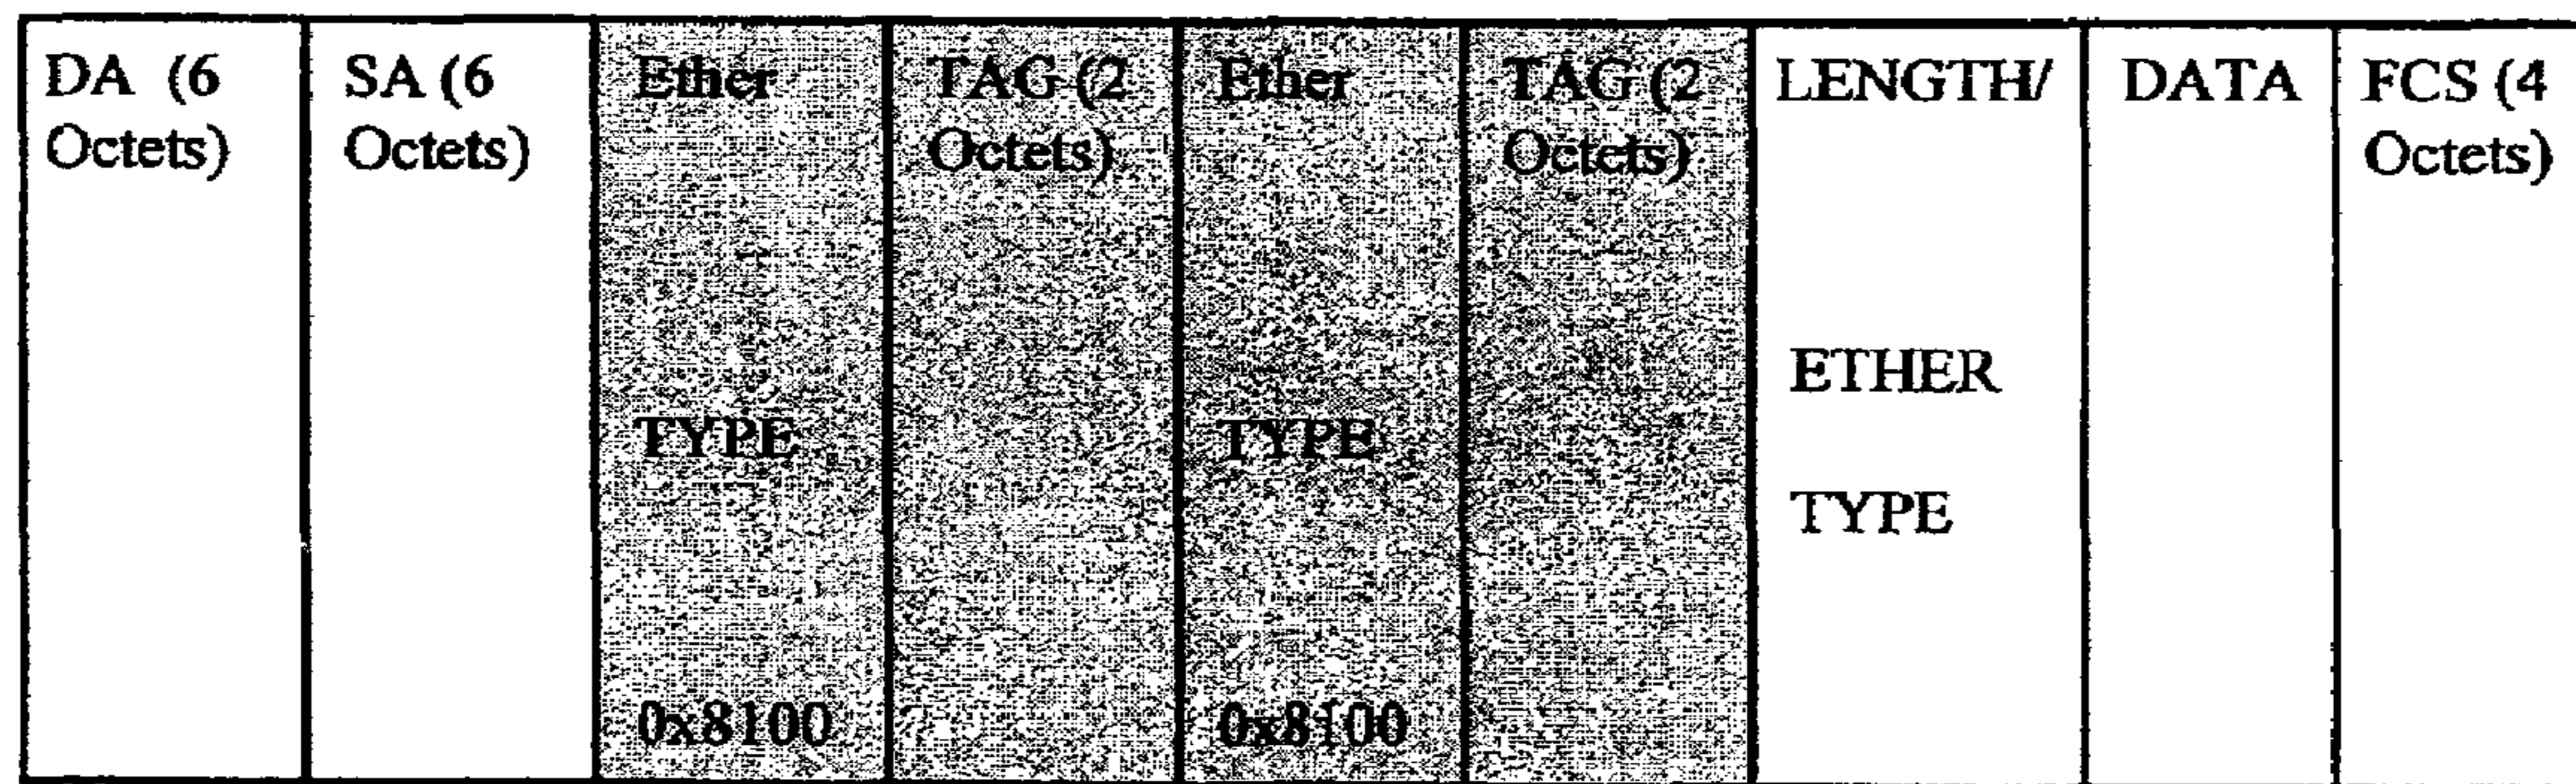 DA (6
Octets)
SA (6
Octets)
Ether
TYPE
0x8100
TAG (2
Octets)
Ether
TYPE
0x8100
TAG (2
Octets)
LENGTH/
ETHER
TYPE
DATA
FCS (4
Octets)